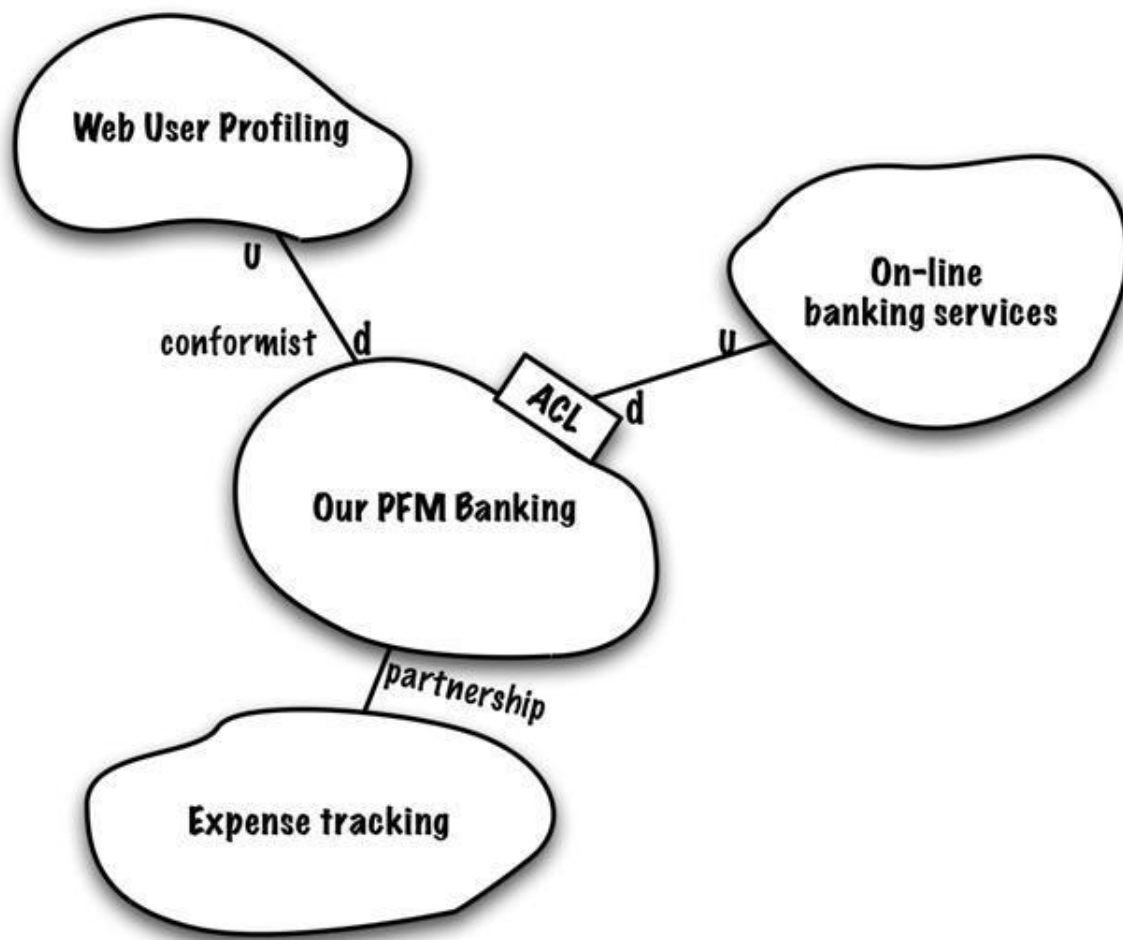 Web User Profiling
U
conformist
d
On-line
banking services
U
ACL
d
Our PFM Banking
partnership
Expense tracking